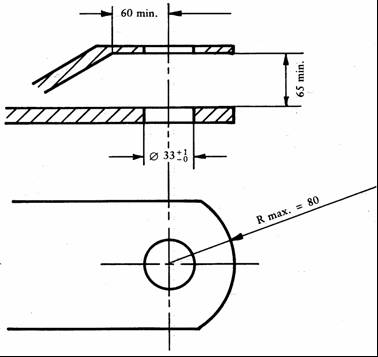 60 min.
65 min.
Ø 33 +1 -0
R max. = 80